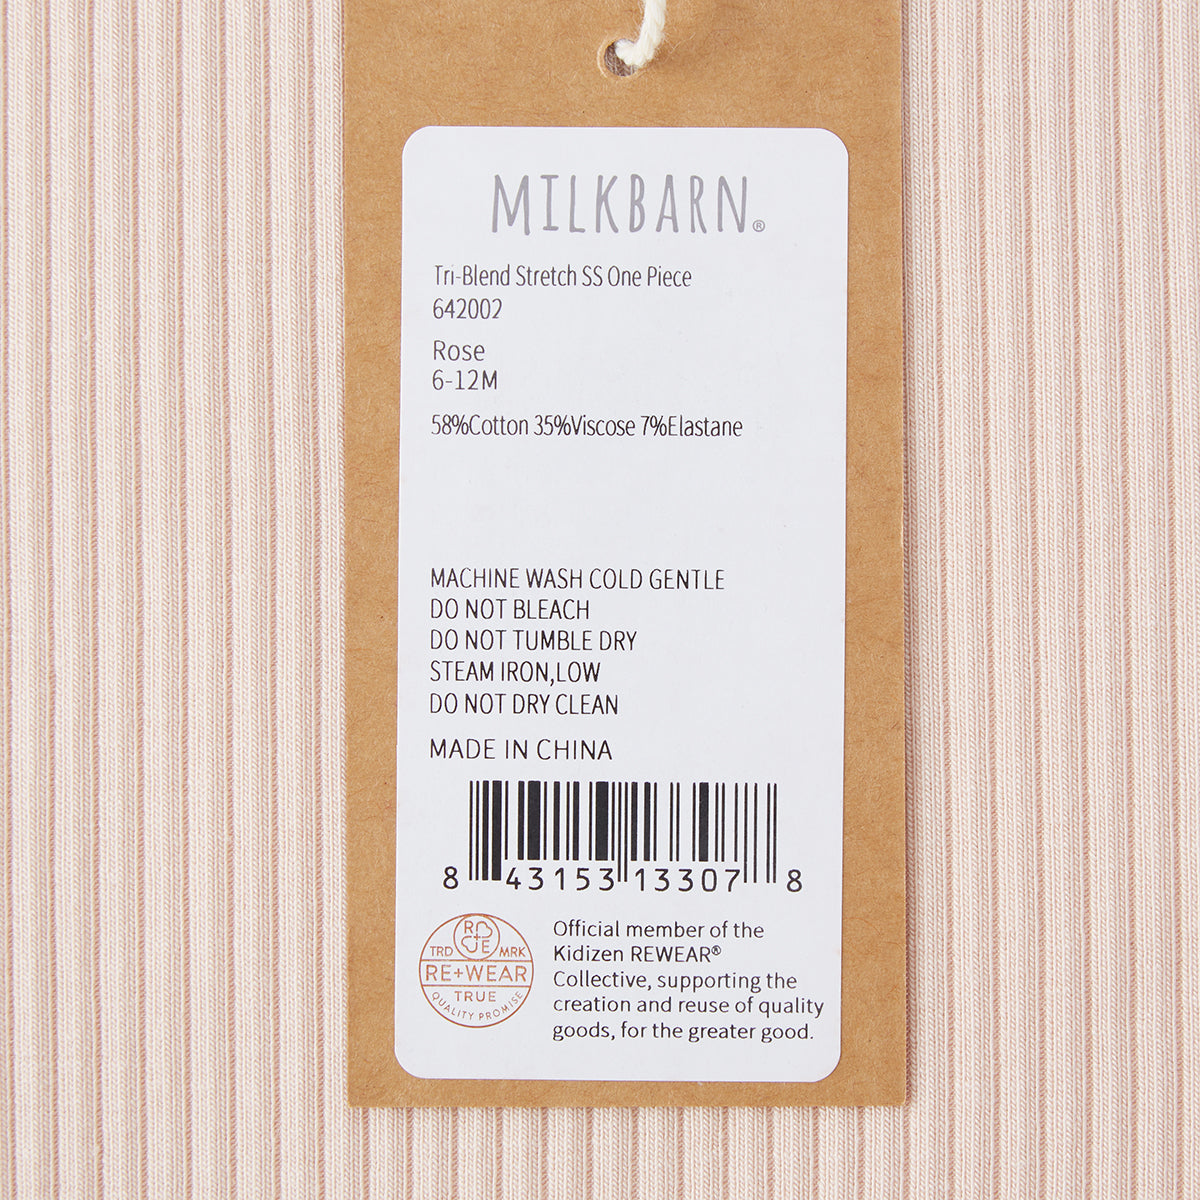 MILKBARN®
Tri-Blend Stretch SS One Piece
642002
Rose
6-12M
58%Cotton 35%Viscose 7%Elastane
MACHINE WASH COLD GENTLE
DO NOT BLEACH
DO NOT TUMBLE DRY
STEAM IRON,LOW
DO NOT DRY CLEAN
MADE IN CHINA
8 43153 13307 8
R
E
TRD MRK
RE+WEAR
TRUE
QUALITY PROMISE
Official member of the
Kidizen REWEAR®
Collective, supporting the
creation and reuse of quality
goods, for the greater good.